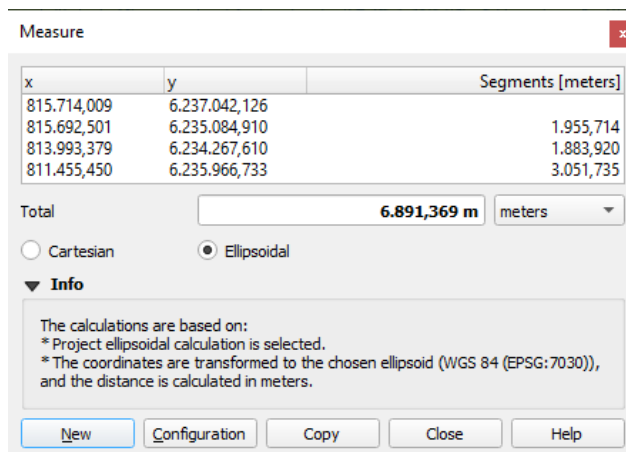 Measure
x
x y Segments [meters]
815.714,009 6.237.042,126
815.692,501 6.235.084,910 1.955,714
813.993,379 6.234.267,610 1.883,920
811.455,450 6.235.966,733 3.051,735
Total 6.891,369 m meters
Cartesian Ellipsoidal
Info
The calculations are based on:
* Project ellipsoidal calculation is selected.
* The coordinates are transformed to the chosen ellipsoid (WGS 84 (EPSG:7030)),
and the distance is calculated in meters.
New Configuration Copy Close Help